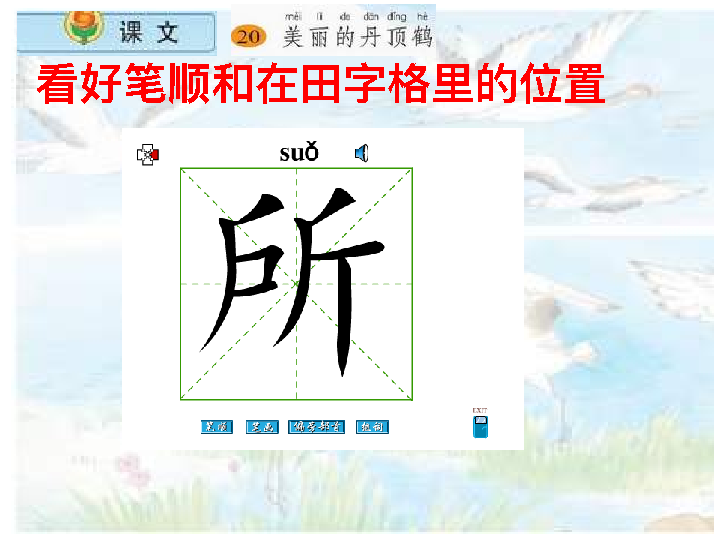 课 文
měi lì de dān dǐng hè
20 美丽的丹顶鹤
看好笔顺和在田字格里的位置
suǒ
所
笔顺 笔画 偏旁部首 组词
EXIT